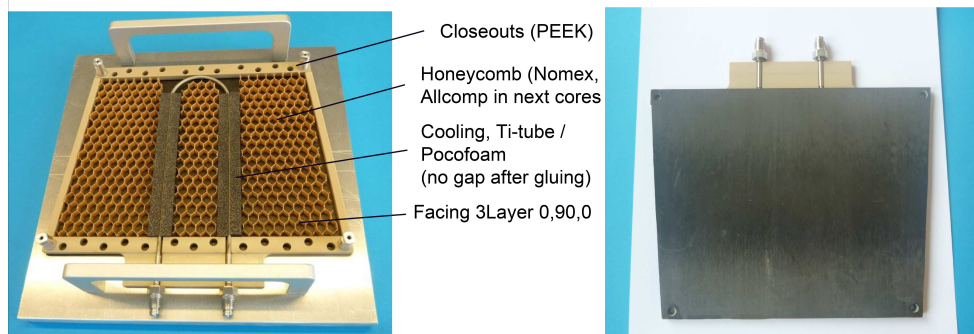 Closeouts (PEEK)
Honeycomb (Nomex,
Allcomp in next cores
Cooling, Ti-tube /
Pocofoam
(no gap after gluing)
Facing 3Layer 0,90,0